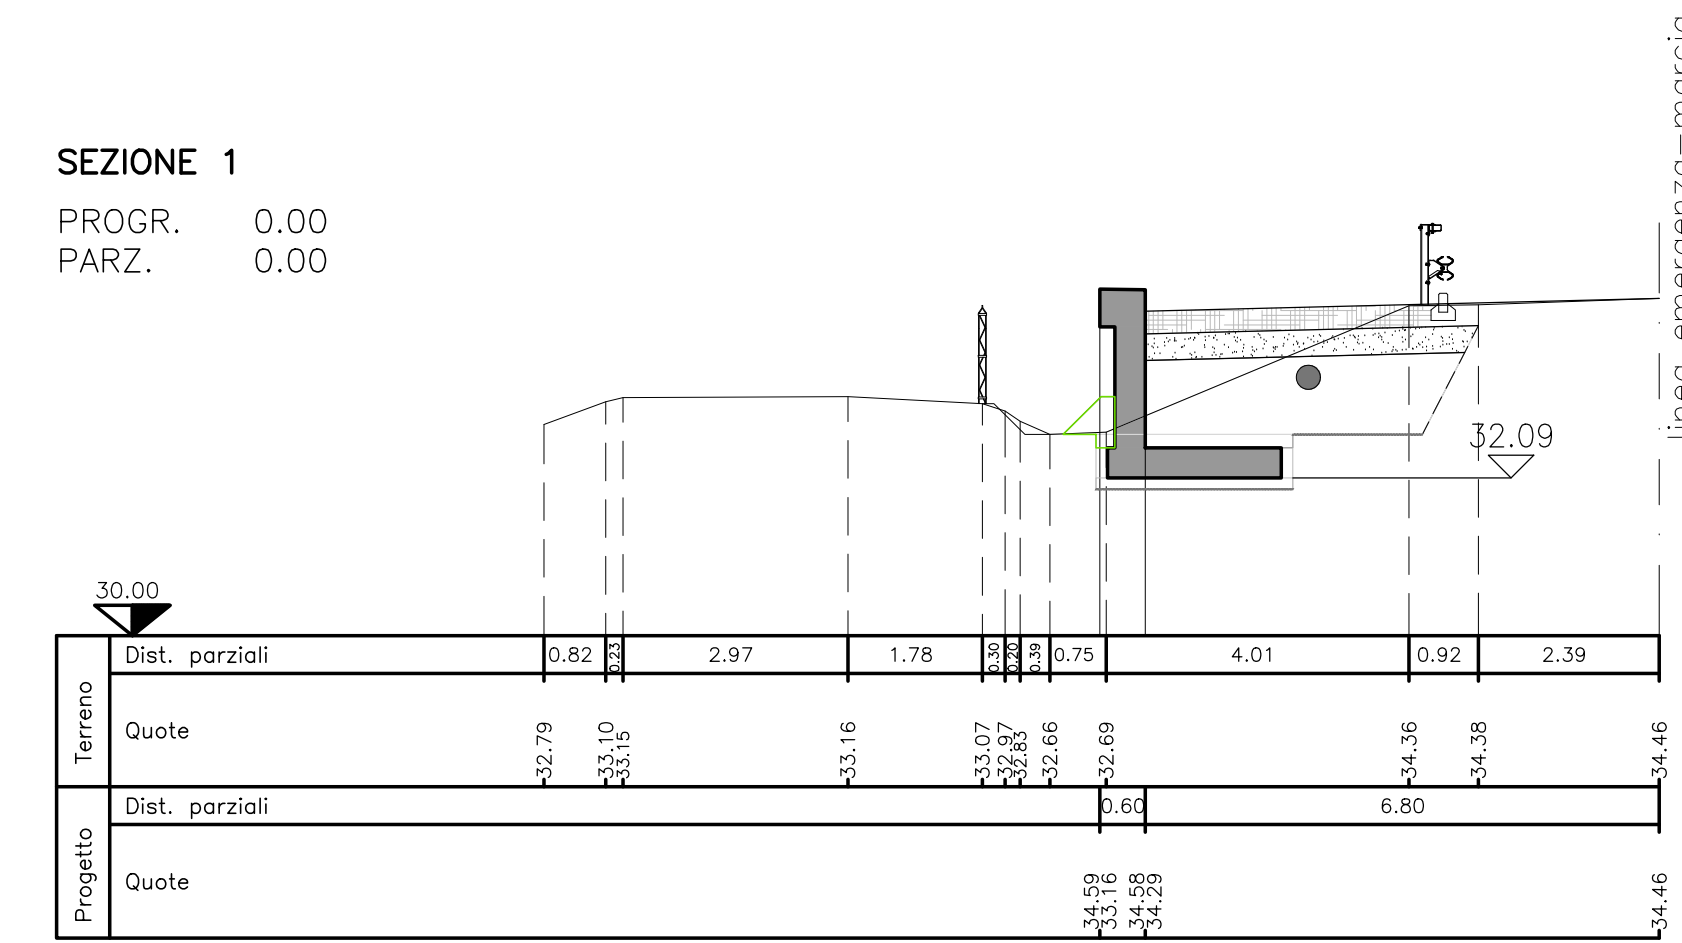 SEZIONE 1
PROGR. 0.00
PARZ. 0.00
linea emergenza-marcia
32.09
30.00
Terreno
Dist. parziali 0.82 0.23 2.97 1.78 0.30 0.20 0.39 0.75 4.01 0.92 2.39
Quote 32.79 33.10 33.15 33.16 33.07 32.97 32.83 32.66 32.69 34.36 34.38 34.46
Progetto
Dist. parziali 0.60 6.80
Quote 34.59 33.16 34.58 34.29 34.46